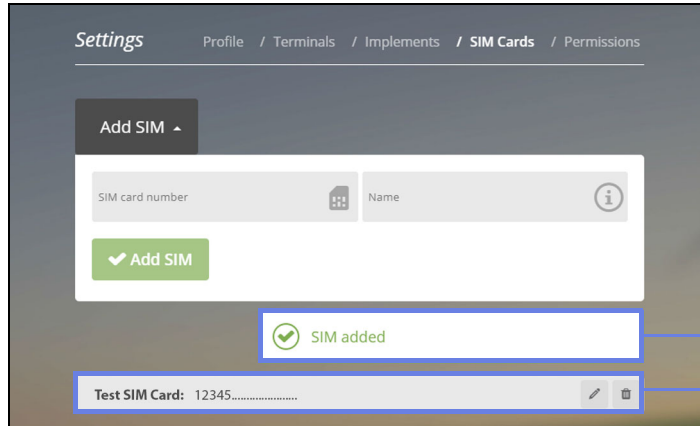 Settings Profile / Terminals / Implements / SIM Cards / Permissions
Add SIM
SIM card number Name
Add SIM
SIM added
Test SIM Card: 12345......................